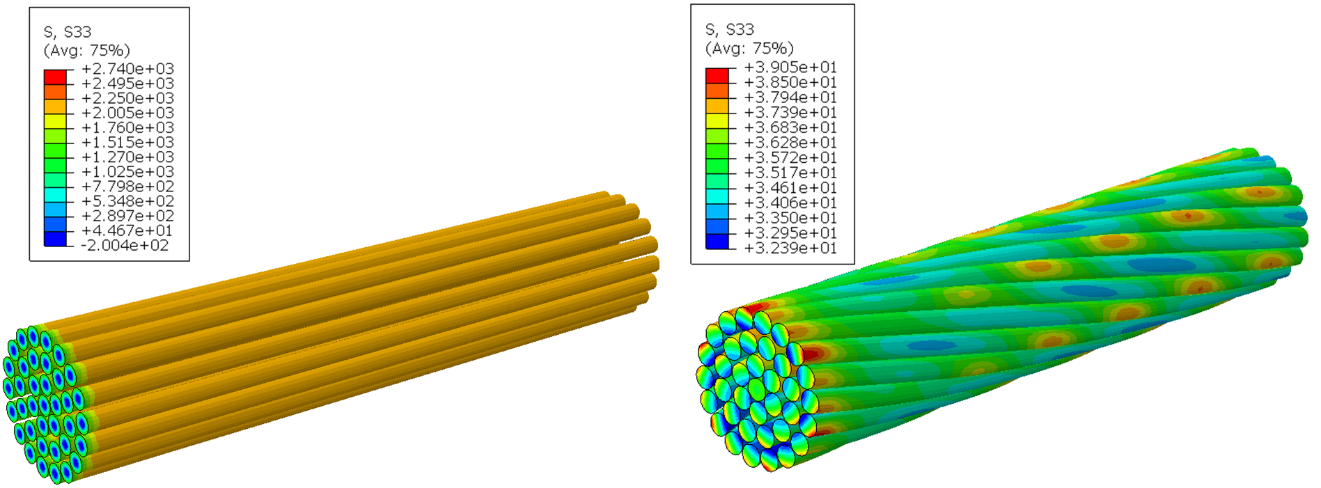 S, S33
(Avg: 75%)
+2.740e+03
+2.495e+03
+2.250e+03
+2.005e+03
+1.760e+03
+1.515e+03
+1.270e+03
+1.025e+03
+7.798e+02
+5.348e+02
+2.897e+02
+4.467e+01
-2.004e+02
S, S33
(Avg: 75%)
+3.905e+01
+3.850e+01
+3.794e+01
+3.739e+01
+3.683e+01
+3.628e+01
+3.572e+01
+3.517e+01
+3.461e+01
+3.406e+01
+3.350e+01
+3.295e+01
+3.239e+01